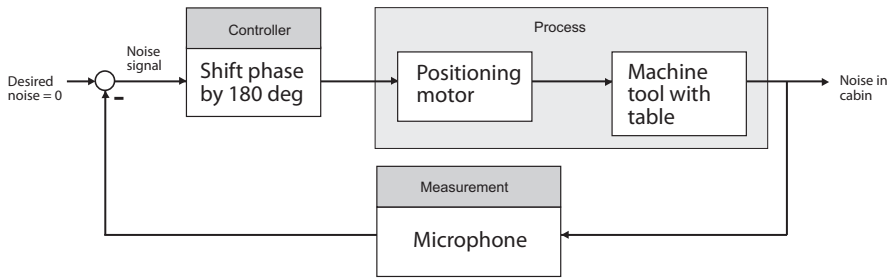 Controller
Process
Noise
signal
Shift phase
by 180 deg
Positioning
motor
Machine
tool with
table
Desired
noise = 0
Noise in
cabin
Measurement
Microphone